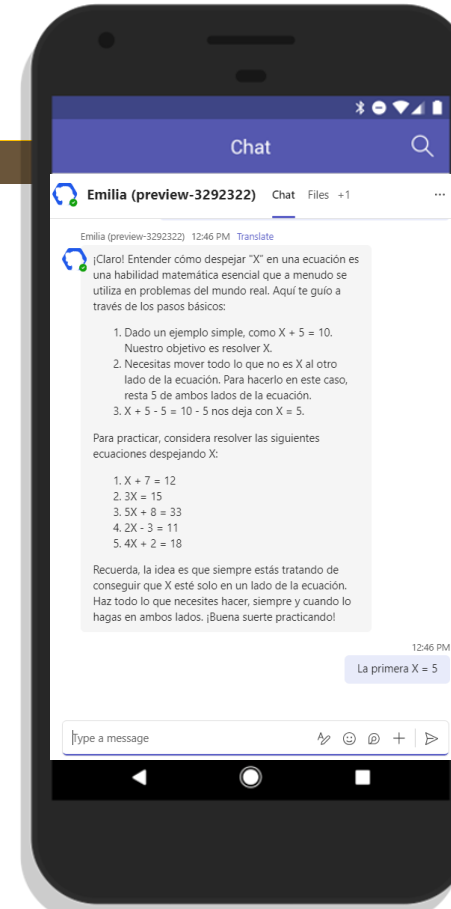 Chat
Emilia (preview-3292322) Chat Files +1
Emilia (preview-3292322) 12:46 PM Translate
¡Claro! Entender cómo despejar "X" en una ecuación es
una habilidad matemática esencial que a menudo se
utiliza en problemas del mundo real. Aquí te guío a
través de los pasos básicos:
1. Dado un ejemplo simple, como X + 5 = 10.
Nuestro objetivo es resolver X.
2. Necesitas mover todo lo que no es X al otro
lado de la ecuación. Para hacerlo en este caso,
resta 5 de ambos lados de la ecuación.
3. X + 5 - 5 = 10 - 5 nos deja con X = 5.
Para practicar, considera resolver las siguientes
ecuaciones despejando X:
1. X + 7 = 12
2. 3X = 15
3. 5X + 8 = 33
4. 2X - 3 = 11
5. 4X + 2 = 18
Recuerda, la idea es que siempre estás tratando de
conseguir que X esté solo en un lado de la ecuación.
Haz todo lo que necesites hacer, siempre y cuando lo
hagas en ambos lados. ¡Buena suerte practicando!
12:46 PM
La primera X = 5
Type a message